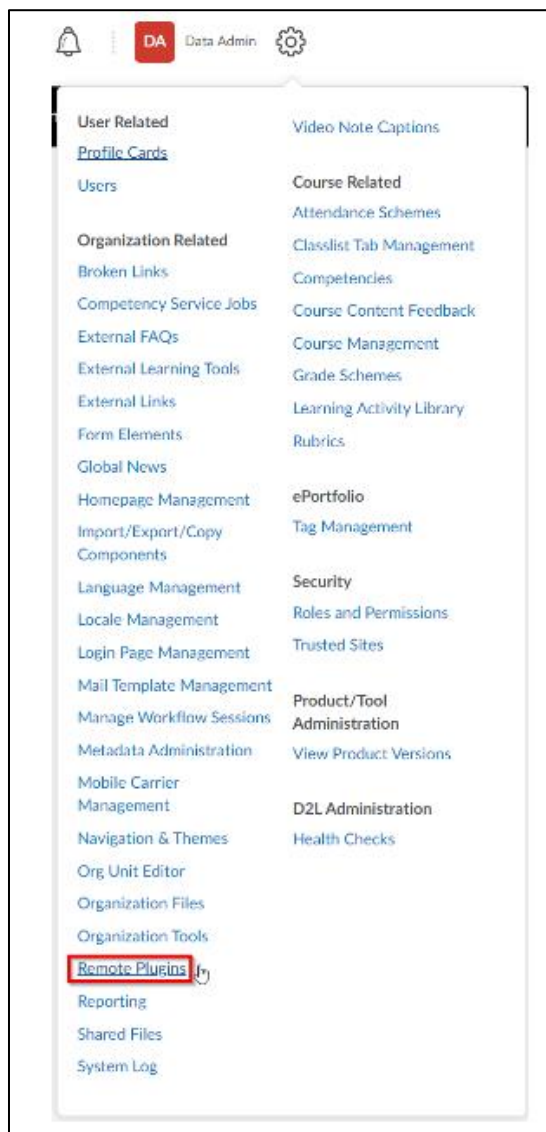 DA Data Admin
User Related
Profile Cards
Users
Organization Related
Broken Links
Competency Service Jobs
External FAQs
External Learning Tools
External Links
Form Elements
Global News
Homepage Management
Import/Export/Copy
Components
Language Management
Locale Management
Login Page Management
Mail Template Management
Manage Workflow Sessions
Metadata Administration
Mobile Carrier
Management
Navigation & Themes
Org Unit Editor
Organization Files
Organization Tools
Remote Plugins
Reporting
Shared Files
System Log
Video Note Captions
Course Related
Attendance Schemes
Classlist Tab Management
Competencies
Course Content Feedback
Course Management
Grade Schemes
Learning Activity Library
Rubrics
ePortfolio
Tag Management
Security
Roles and Permissions
Trusted Sites
Product/Tool
Administration
View Product Versions
D2L Administration
Health Checks